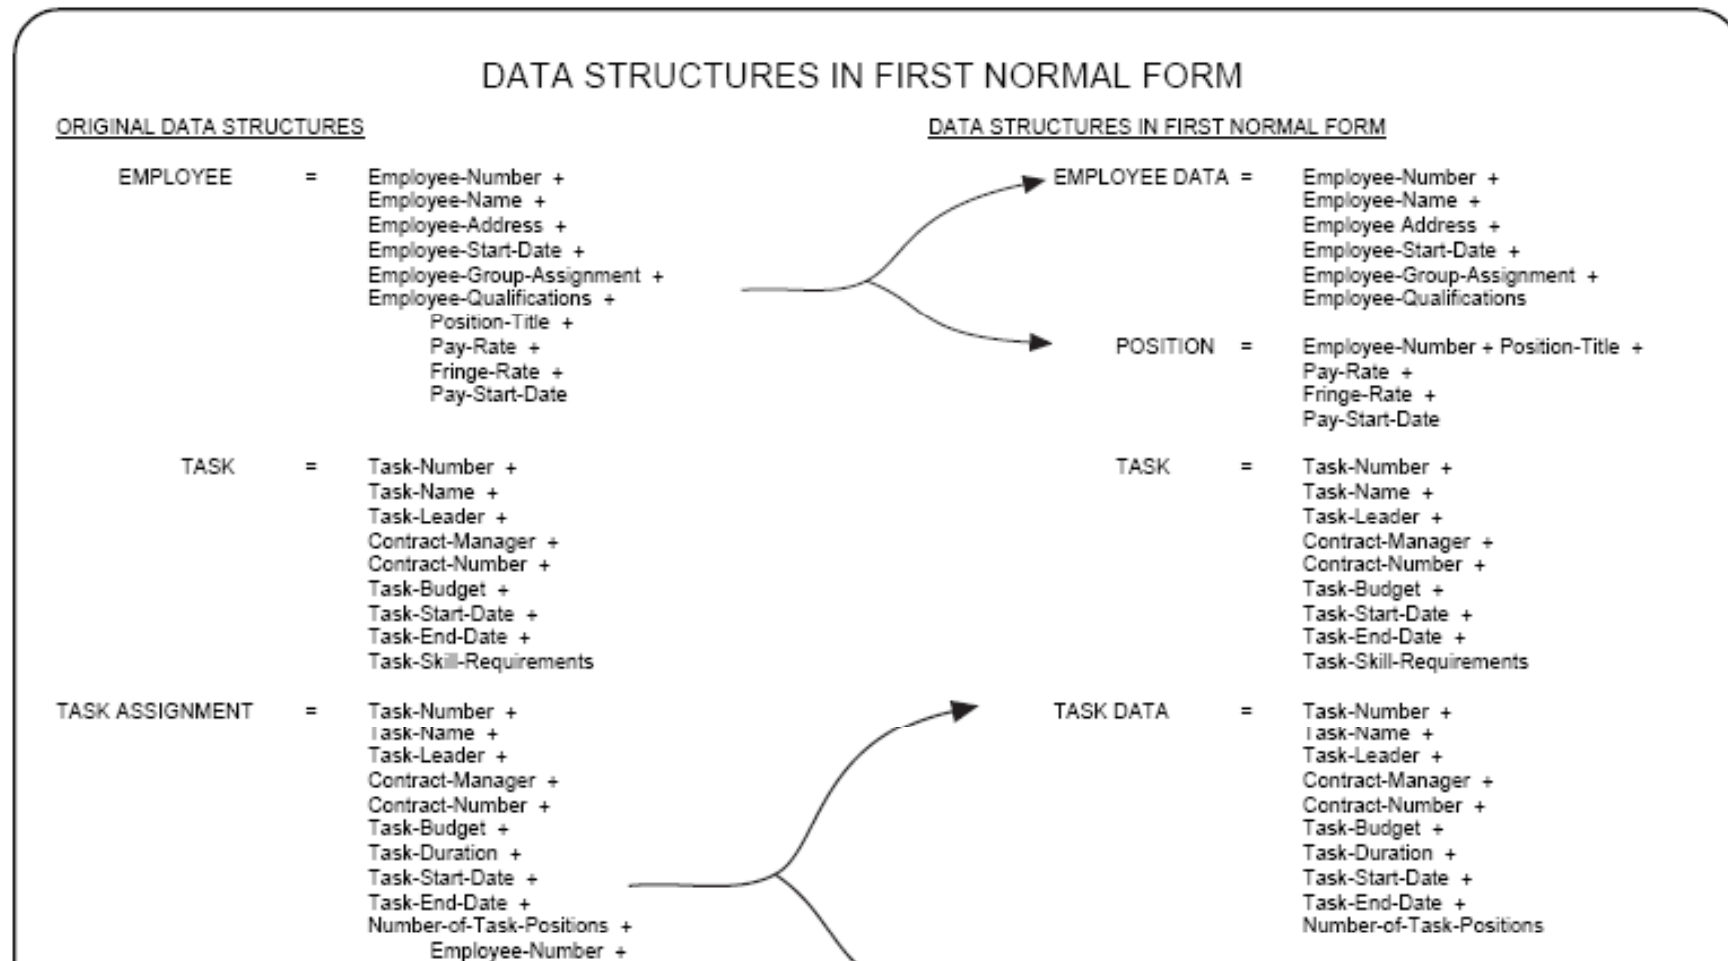 DATA STRUCTURES IN FIRST NORMAL FORM
ORIGINAL DATA STRUCTURES
EMPLOYEE = Employee-Number +
Employee-Name +
Employee-Address +
Employee-Start-Date +
Employee-Group-Assignment +
Employee-Qualifications +
Position-Title +
Pay-Rate +
Fringe-Rate +
Pay-Start-Date
TASK = Task-Number +
Task-Name +
Task-Leader +
Contract-Manager +
Contract-Number +
Task-Budget +
Task-Start-Date +
Task-End-Date +
Task-Skill-Requirements
TASK ASSIGNMENT = Task-Number +
Task-Name +
Task-Leader +
Contract-Manager +
Contract-Number +
Task-Budget +
Task-Duration +
Task-Start-Date +
Task-End-Date +
Number-of-Task-Positions +
Employee-Number +
DATA STRUCTURES IN FIRST NORMAL FORM
EMPLOYEE DATA = Employee-Number +
Employee-Name +
Employee Address +
Employee-Start-Date +
Employee-Group-Assignment +
Employee-Qualifications
POSITION = Employee-Number + Position-Title +
Pay-Rate +
Fringe-Rate +
Pay-Start-Date
TASK = Task-Number +
Task-Name +
Task-Leader +
Contract-Manager +
Contract-Number +
Task-Budget +
Task-Start-Date +
Task-End-Date +
Task-Skill-Requirements
TASK DATA = Task-Number +
Task-Name +
Task-Leader +
Contract-Manager +
Contract-Number +
Task-Budget +
Task-Duration +
Task-Start-Date +
Task-End-Date +
Number-of-Task-Positions